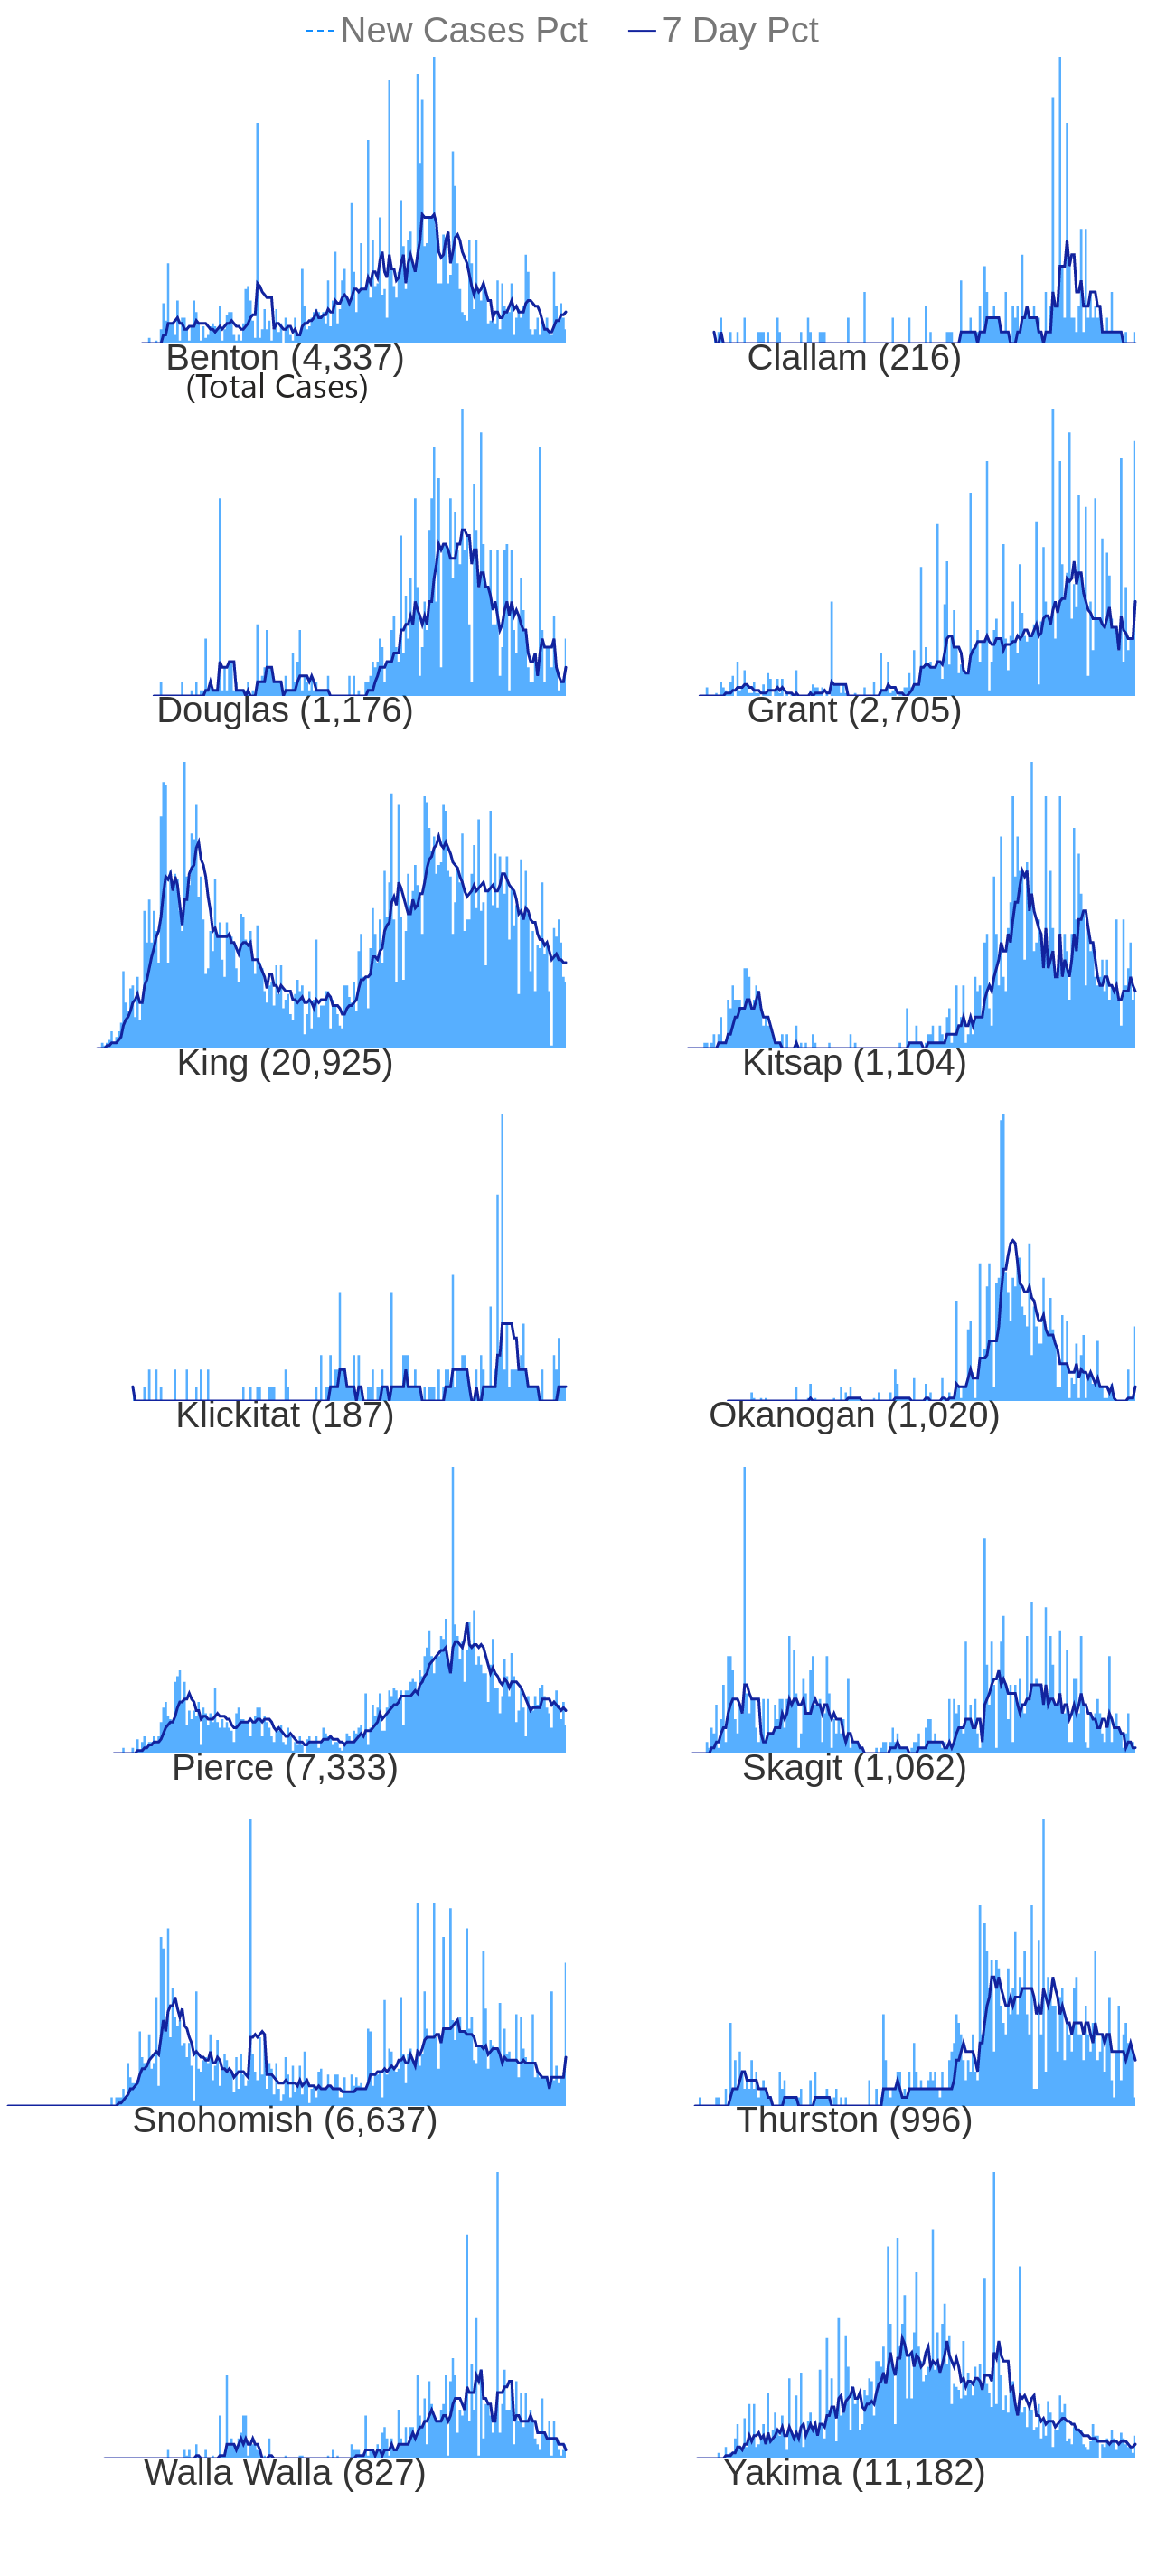 New Cases Pct 7 Day Pct
Benton (4,337) Clallam (216)
(Total Cases)
Douglas (1,176) Grant (2,705)
King (20,925) Kitsap (1,104)
Klickitat (187) Okanogan (1,020)
Pierce (7,333) Skagit (1,062)
Snohomish (6,637) Thurston (996)
Walla Walla (827) Yakima (11,182)